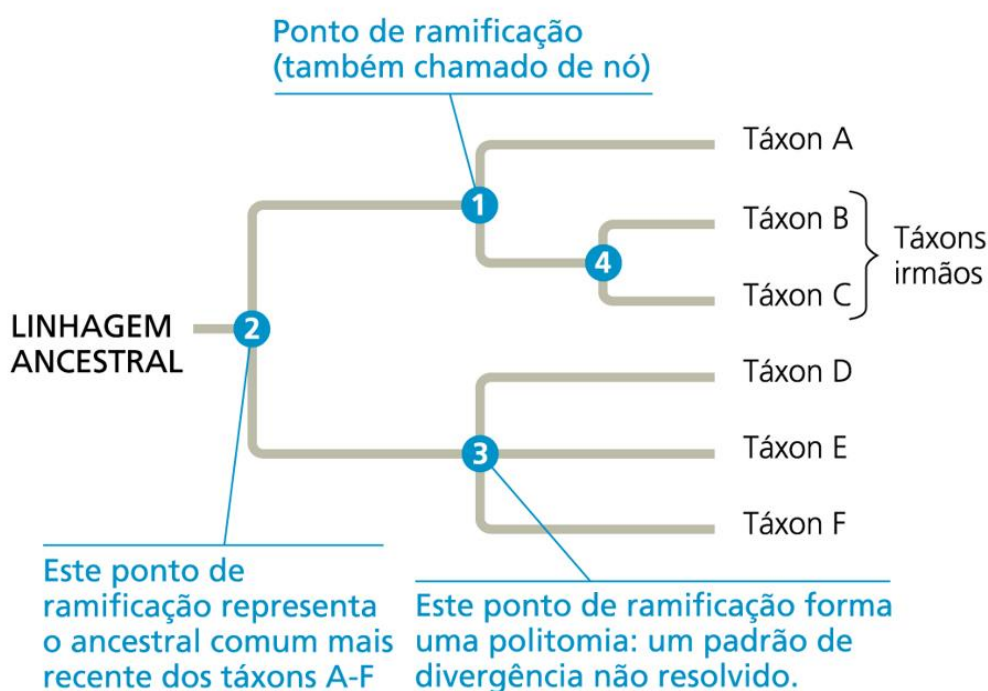 Ponto de ramificação
(também chamado de nó)
Táxon A
1
Táxon B
4
Táxons
irmãos
Táxon C
LINHAGEM
ANCESTRAL
2
Táxon D
3
Táxon E
Táxon F
Este ponto de
ramificação representa
o ancestral comum mais
recente dos táxons A-F
Este ponto de ramificação forma
uma politomia: um padrão de
divergência não resolvido.